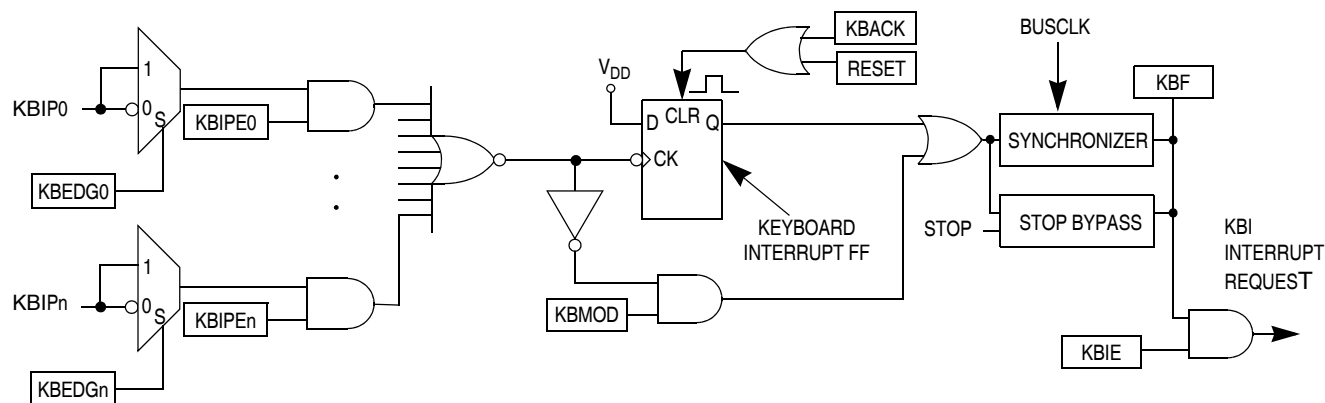 KBIP0
1
0
S
KBIPE0
KBEDG0
KBIPn
1
0
S
KBIPEn
KBEDGn
VDD
D
CLR
Q
CK
KBACK
RESET
KEYBOARD
INTERRUPT FF
KBMOD
BUSCLK
SYNCHRONIZER
KBF
STOP
STOP BYPASS
KBI
INTERRUPT
REQUEST
KBIE